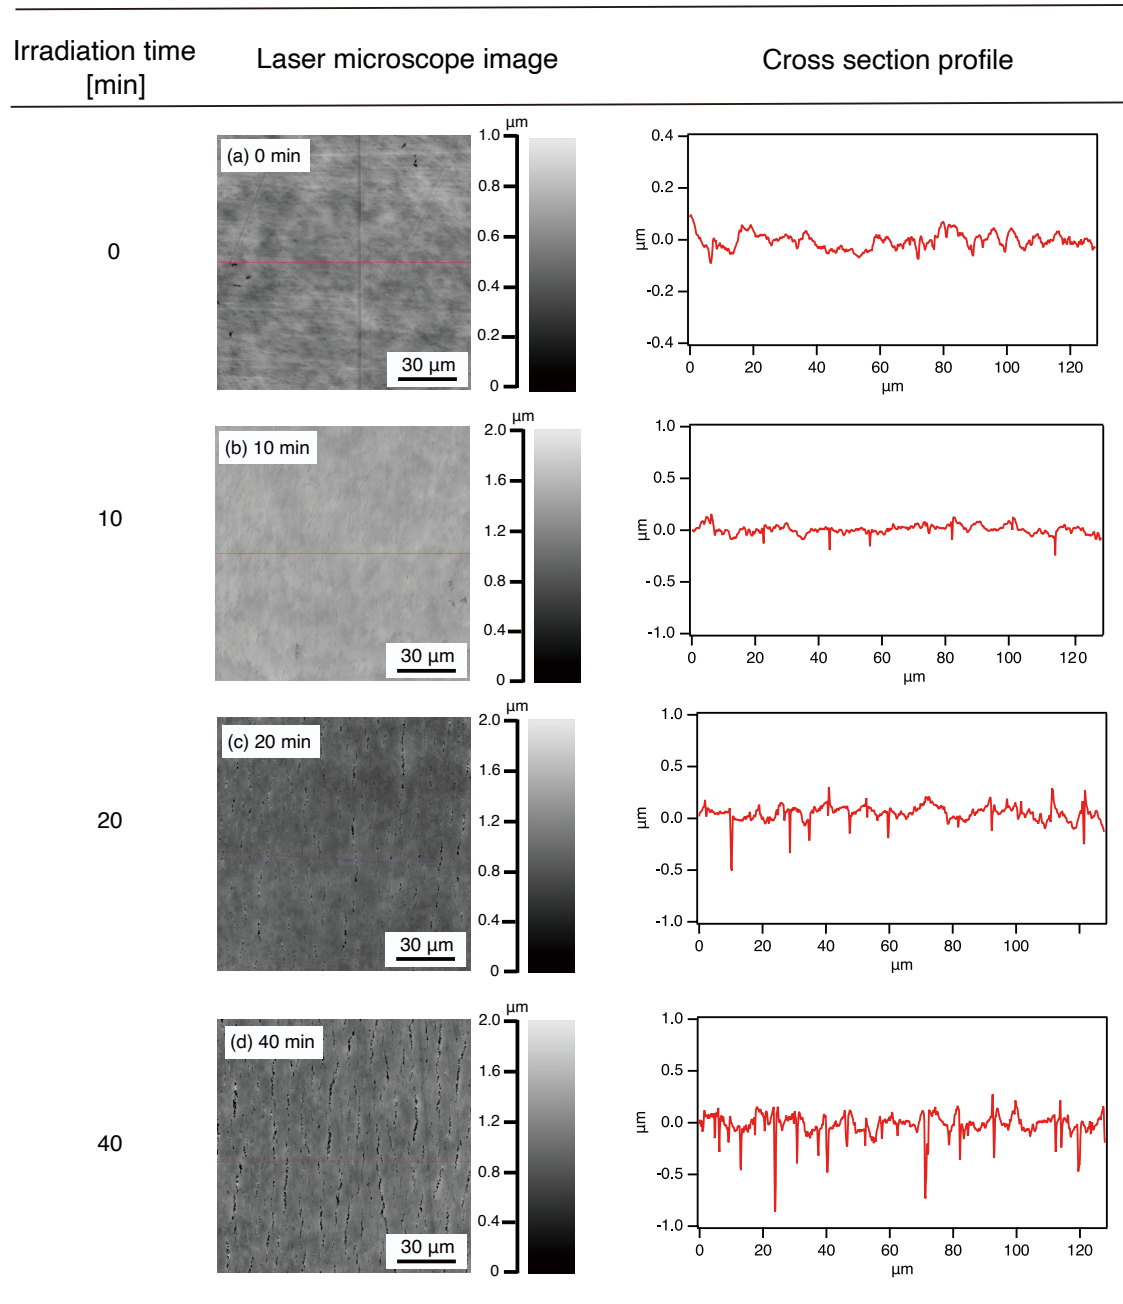 Irradiation time
[min]
Laser microscope image
Cross section profile
0
(a) 0 min
30 µm
µm
1.0
0.8
0.6
0.4
0.2
0
0.4
0.2
0.0
-0.2
-0.4
µm
0 20 40 60 80 100 120
µm
10
(b) 10 min
30 µm
µm
2.0
1.6
1.2
0.8
0.4
0
1.0
0.5
0.0
-0.5
-1.0
µm
0 20 40 60 80 100 120
µm
20
(c) 20 min
30 µm
µm
2.0
1.6
1.2
0.8
0.4
0
1.0
0.5
0.0
-0.5
-1.0
µm
0 20 40 60 80 100
µm
40
(d) 40 min
30 µm
µm
2.0
1.6
1.2
0.8
0.4
0
1.0
0.5
0.0
-0.5
-1.0
µm
0 20 40 60 80 100 120
µm